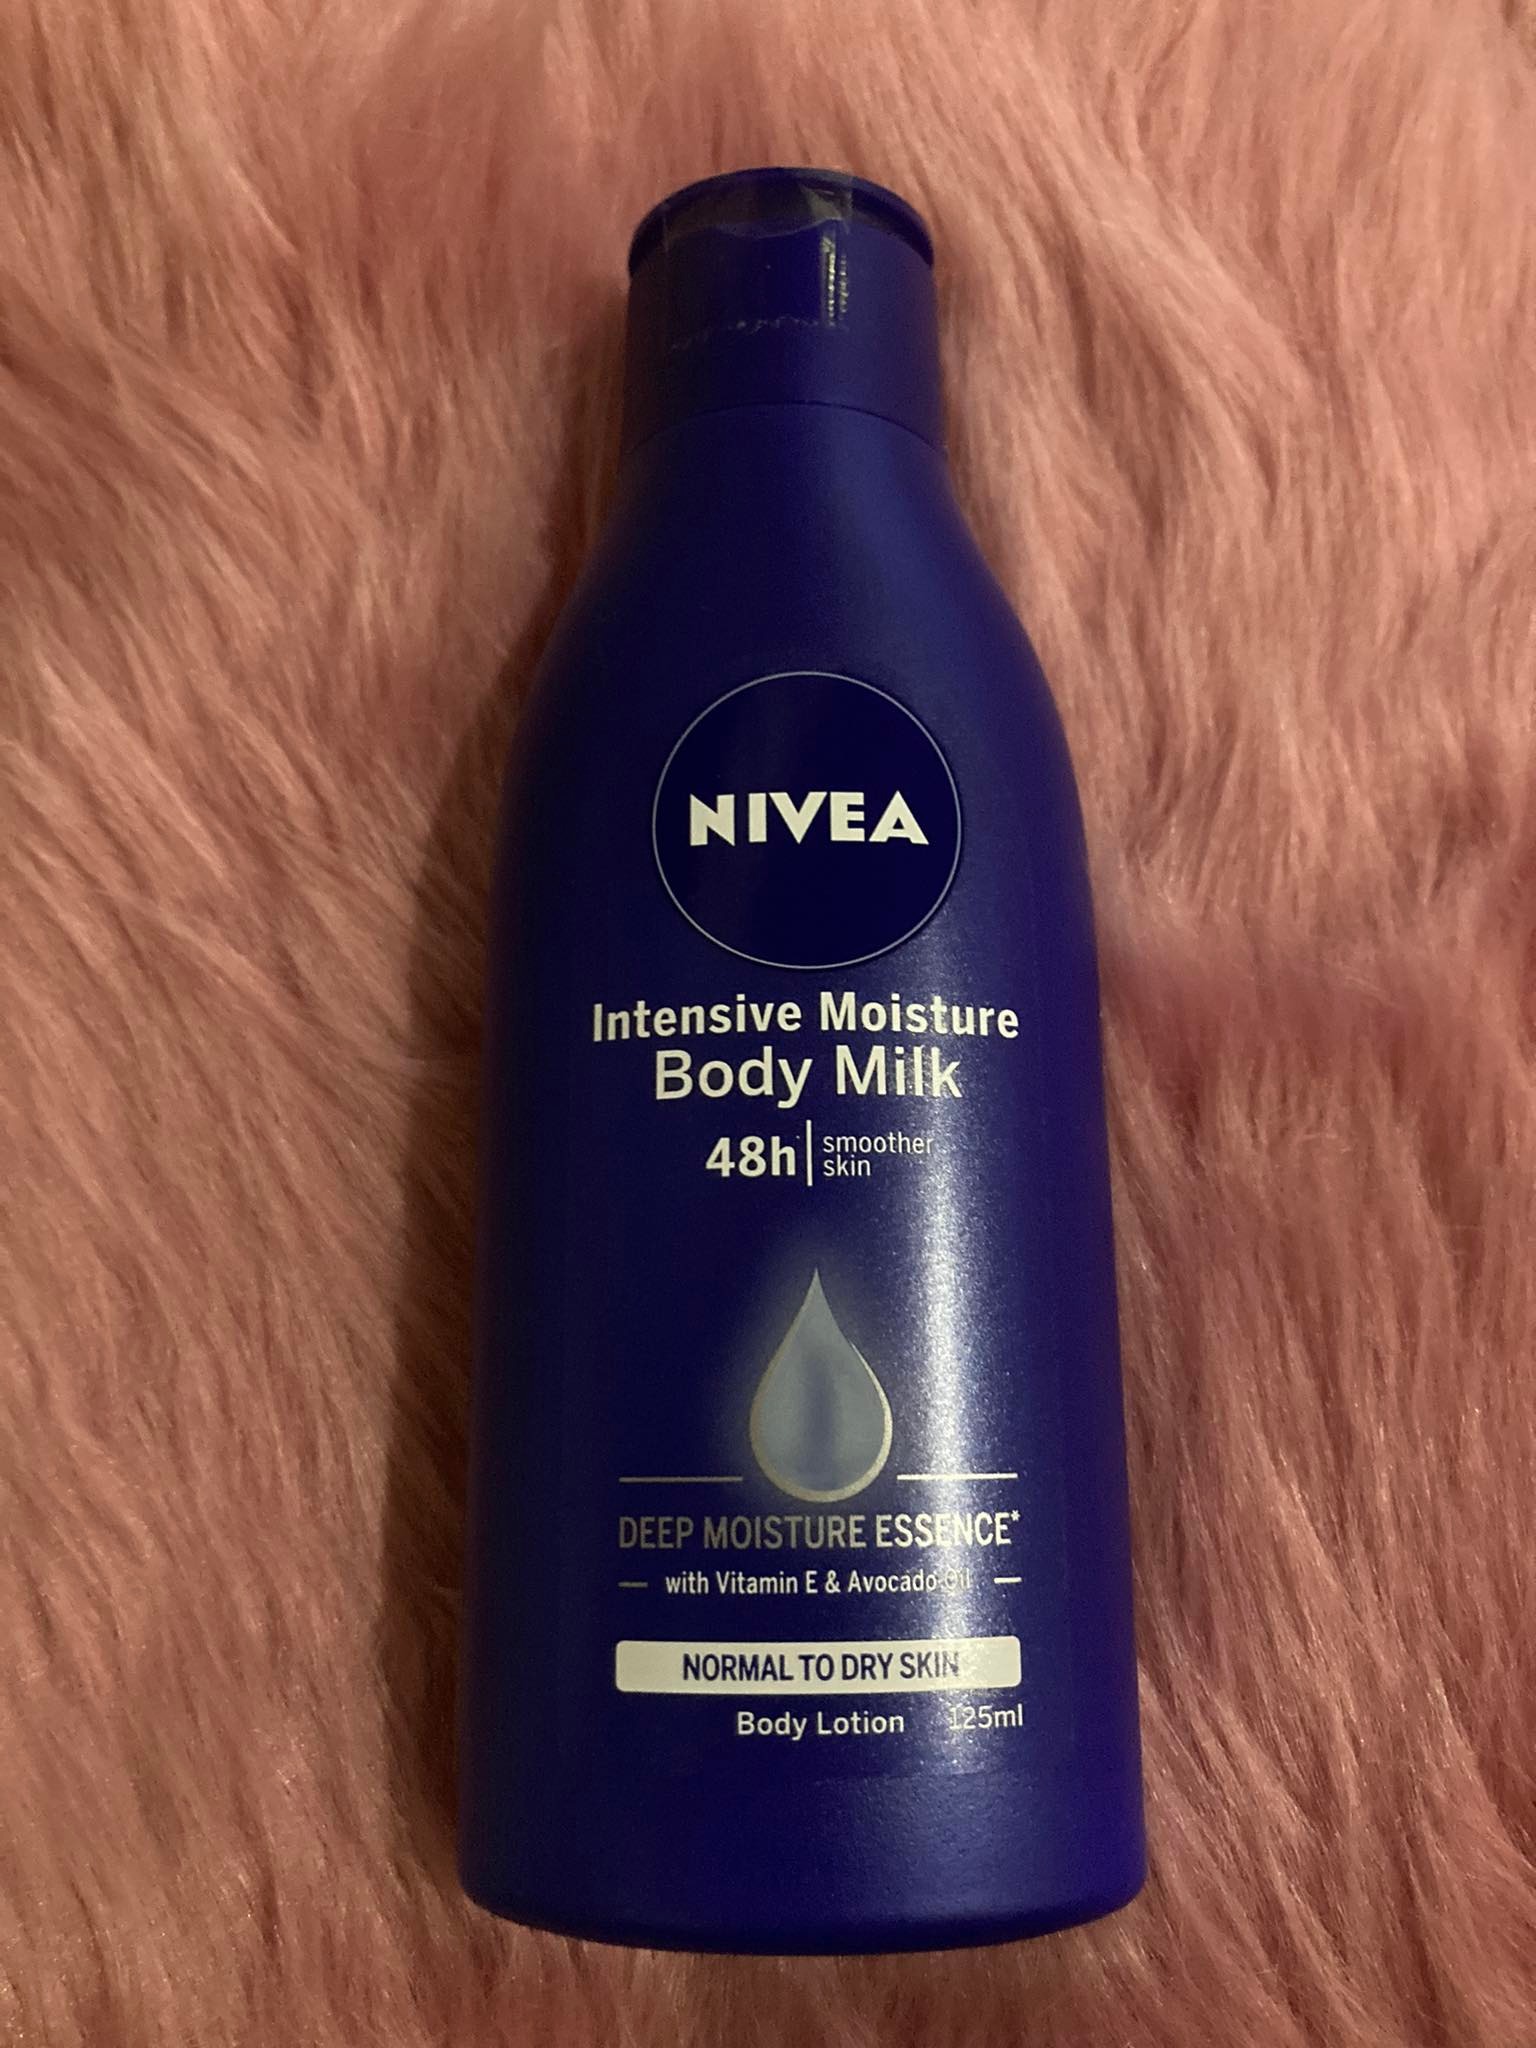 NIVEA
Intensive Moisture
Body Milk
48h smoother
skin
DEEP MOISTURE ESSENCE*
with Vitamin E & Avocado Oil
NORMAL TO DRY SKIN
Body Lotion 125ml